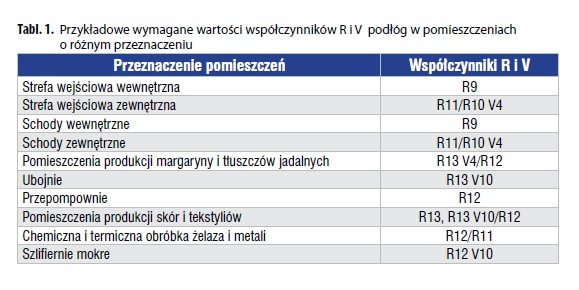 Tabl. 1. Przykładowe wymagane wartości współczynników R i V podłóg w pomieszczeniach
o różnym przeznaczeniu
Przeznaczenie pomieszczeń Współczynniki R i V
Strefa wejściowa wewnętrzna R9
Strefa wejściowa zewnętrzna R11/R10 V4
Schody wewnętrzne R9
Schody zewnętrzne R11/R10 V4
Pomieszczenia produkcji margaryny i tłuszczów jadalnych R13 V4/R12
Ubojnie R13 V10
Przepompownie R12
Pomieszczenia produkcji skór i tekstyliów R13, R13 V10/R12
Chemiczna i termiczna obróbka żelaza i metali R12/R11
Szlifiernie mokre R12 V10